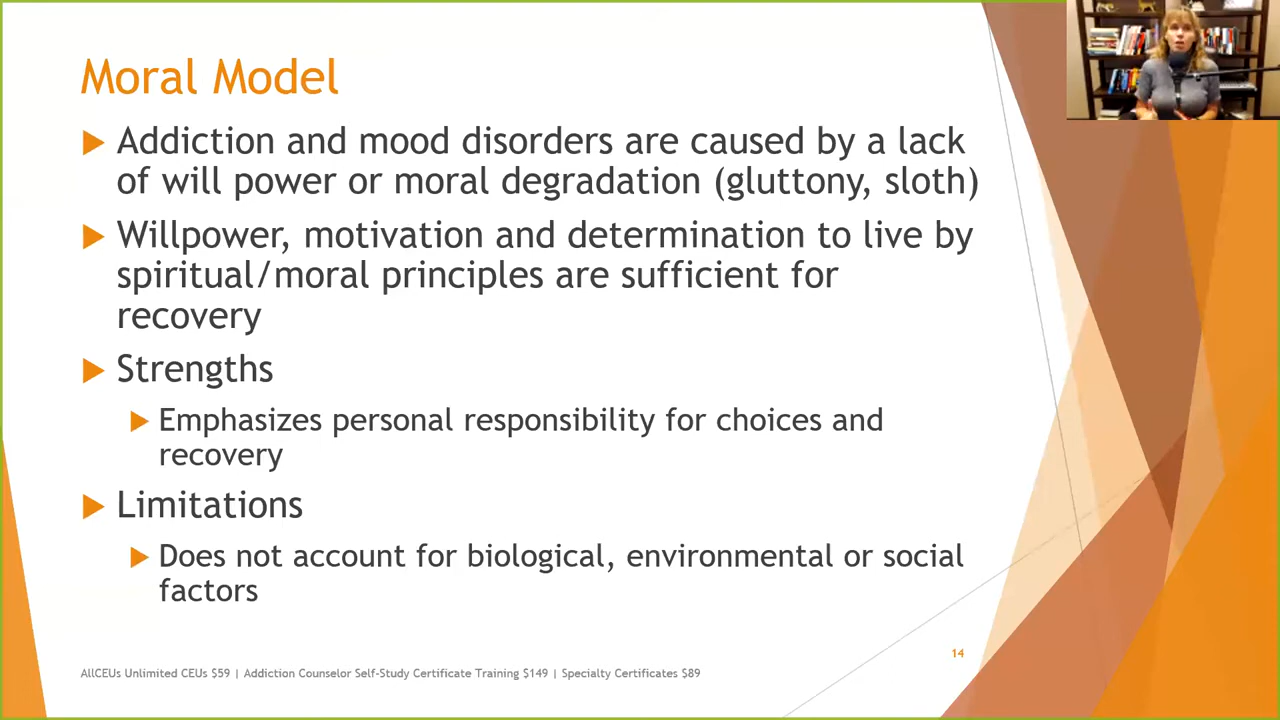 Moral Model
Addiction and mood disorders are caused by a lack
of will power or moral degradation (gluttony, sloth)
Willpower, motivation and determination to live by
spiritual/moral principles are sufficient for
recovery
Strengths
Emphasizes personal responsibility for choices and
recovery
Limitations
Does not account for biological, environmental or social
factors
14
AllCEUs Unlimited CEUs $59 | Addiction Counselor Self-Study Certificate Training $149 | Specialty Certificates $89